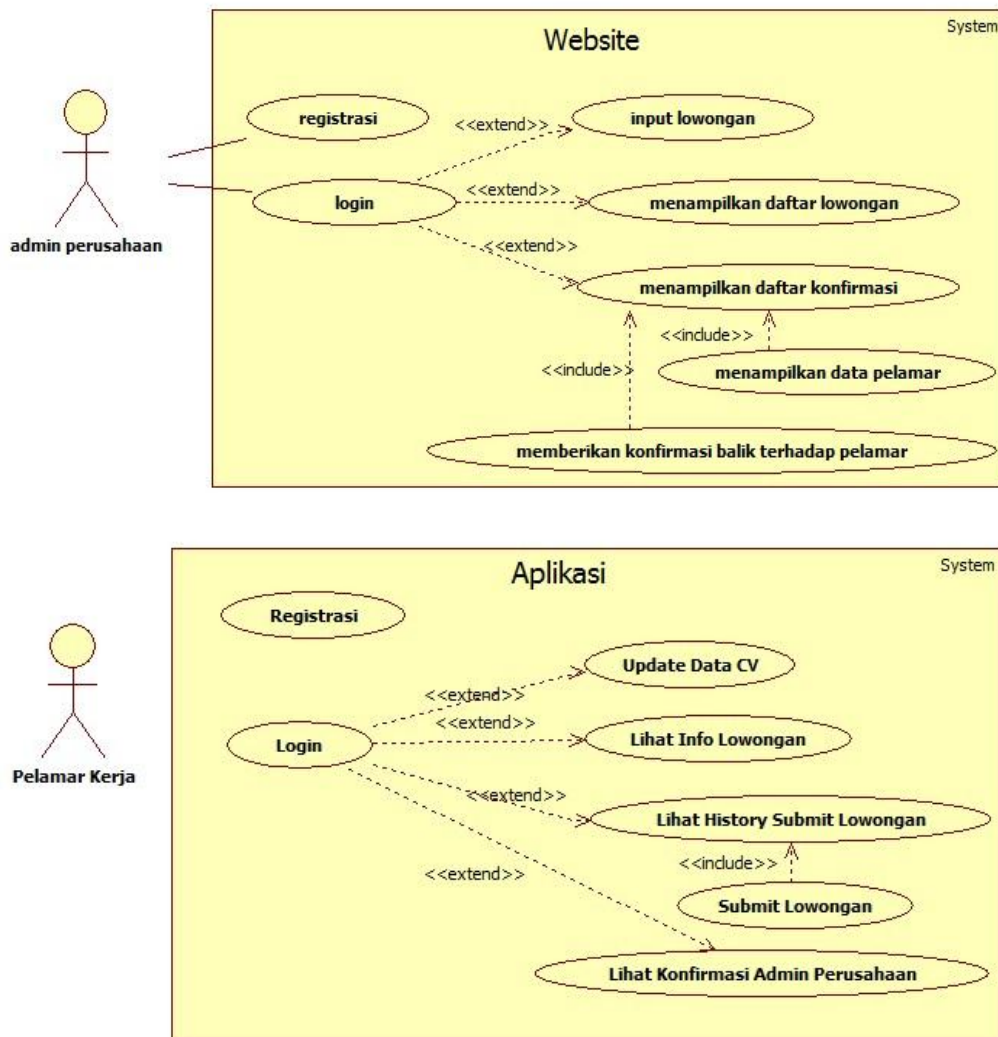 System
Website
registrasi
<<extend>>
input lowongan
<<extend>>
login
menampilkan daftar lowongan
admin perusahaan
<<extend>>
menampilkan daftar konfirmasi
<<include>>
<<include>>
menampilkan data pelamar
memberikan konfirmasi balik terhadap pelamar
System
Aplikasi
Registrasi
Update Data CV
<<extend>>
<<extend>>
Login
Lihat Info Lowongan
Pelamar Kerja
<<extend>>
Lihat History Submit Lowongan
<<include>>
<<extend>>
Submit Lowongan
Lihat Konfirmasi Admin Perusahaan